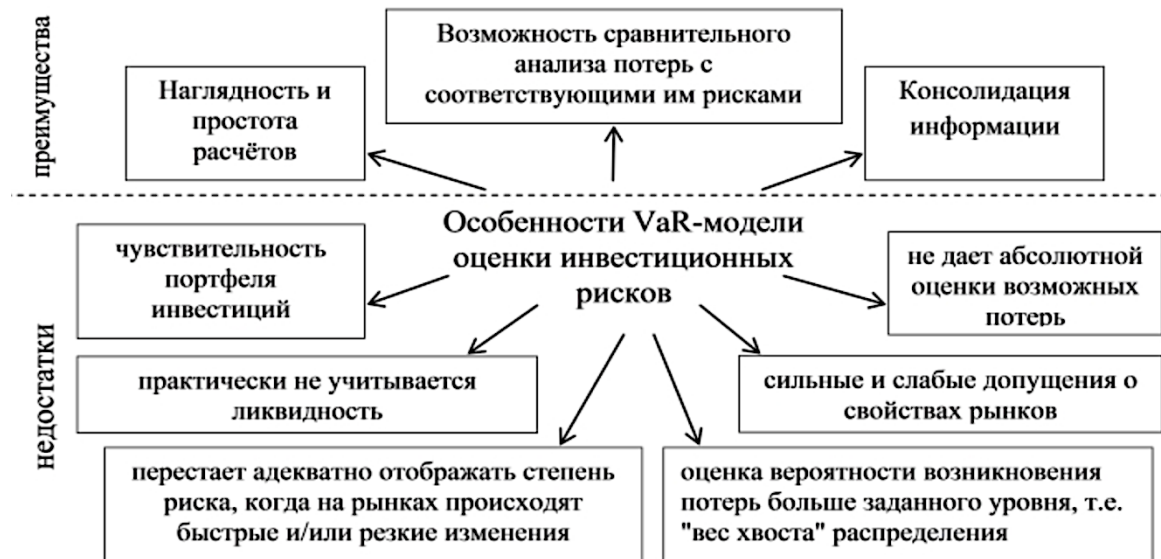 преимущества
Наглядность и
простота
расчётов
Возможность сравнительного
анализа потерь с
соответствующими им рисками
Консолидация
информации
Особенности VaR-модели
оценки инвестиционных
рисков
недостатки
чувствительность
портфеля
инвестиций
не дает абсолютной
оценки возможных
потерь
практически не учитывается
ликвидность
сильные и слабые допущения о
свойствах рынков
перестает адекватно отображать степень
риска, когда на рынках происходят
быстрые и/или резкие изменения
оценка вероятности возникновения
потерь больше заданного уровня, т.е.
"вес хвоста" распределения